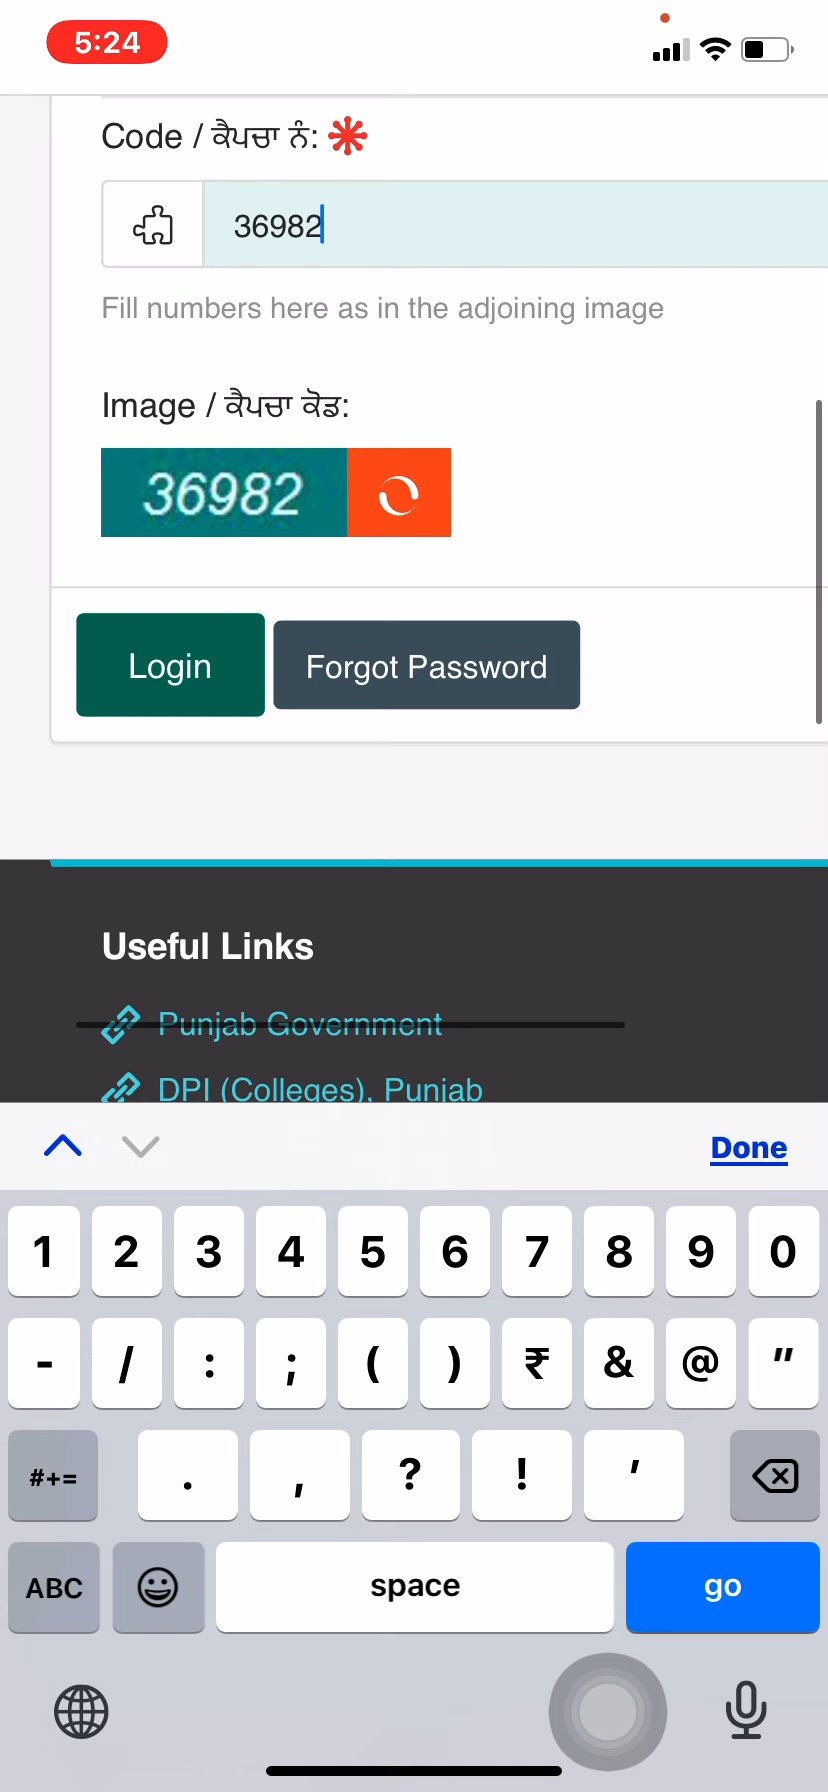 5:24
Code / ਕੈਪਚਾ ਨੰ:
36982
Fill numbers here as in the adjoining image
Image / ਕੈਪਚਾ ਕੋਡ:
36982
Login Forgot Password
Useful Links
Punjab Government
DPI (Colleges), Punjab
Done
1 2 3 4 5 6 7 8 9 0
- / : ; ( ) ₹ & @ "
#+= . , ? ! '
ABC space go